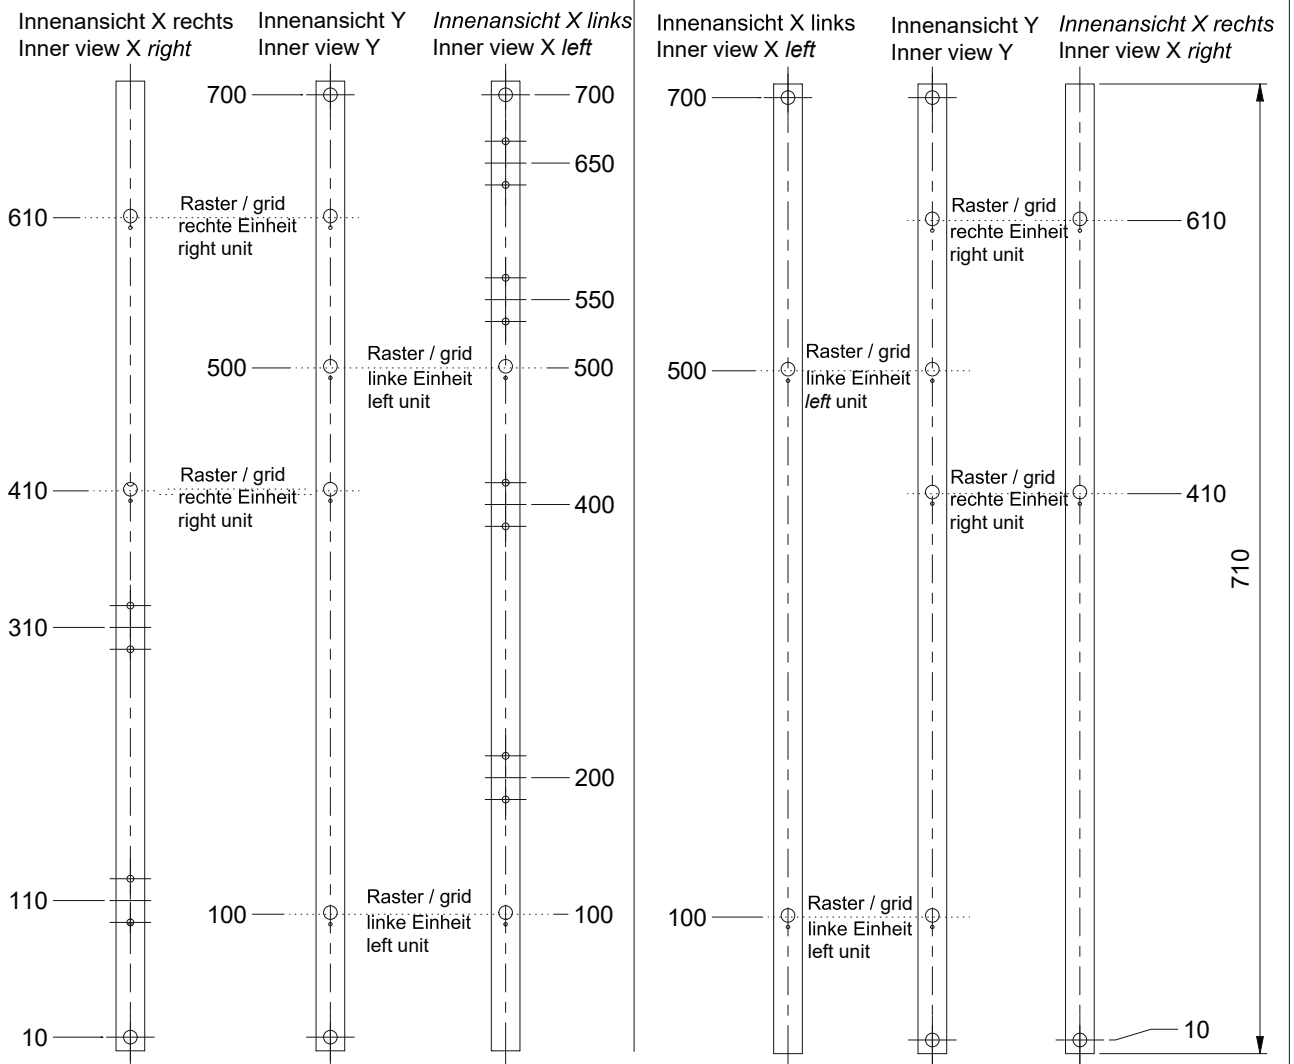 Innenansicht X rechts
Inner view X right
Innenansicht Y
Inner view Y
Innenansicht X links
Inner view X left
700
700
650
610
Raster / grid
rechte Einheit
right unit
550
500
Raster / grid
linke Einheit
left unit
500
410
Raster / grid
rechte Einheit
right unit
400
310
200
110
100
Raster / grid
linke Einheit
left unit
100
10
Innenansicht X links
Inner view X left
Innenansicht Y
Inner view Y
Innenansicht X rechts
Inner view X right
700
Raster / grid
rechte Einheit
right unit
610
500
Raster / grid
linke Einheit
left unit
Raster / grid
rechte Einheit
right unit
410
710
100
Raster / grid
linke Einheit
left unit
10